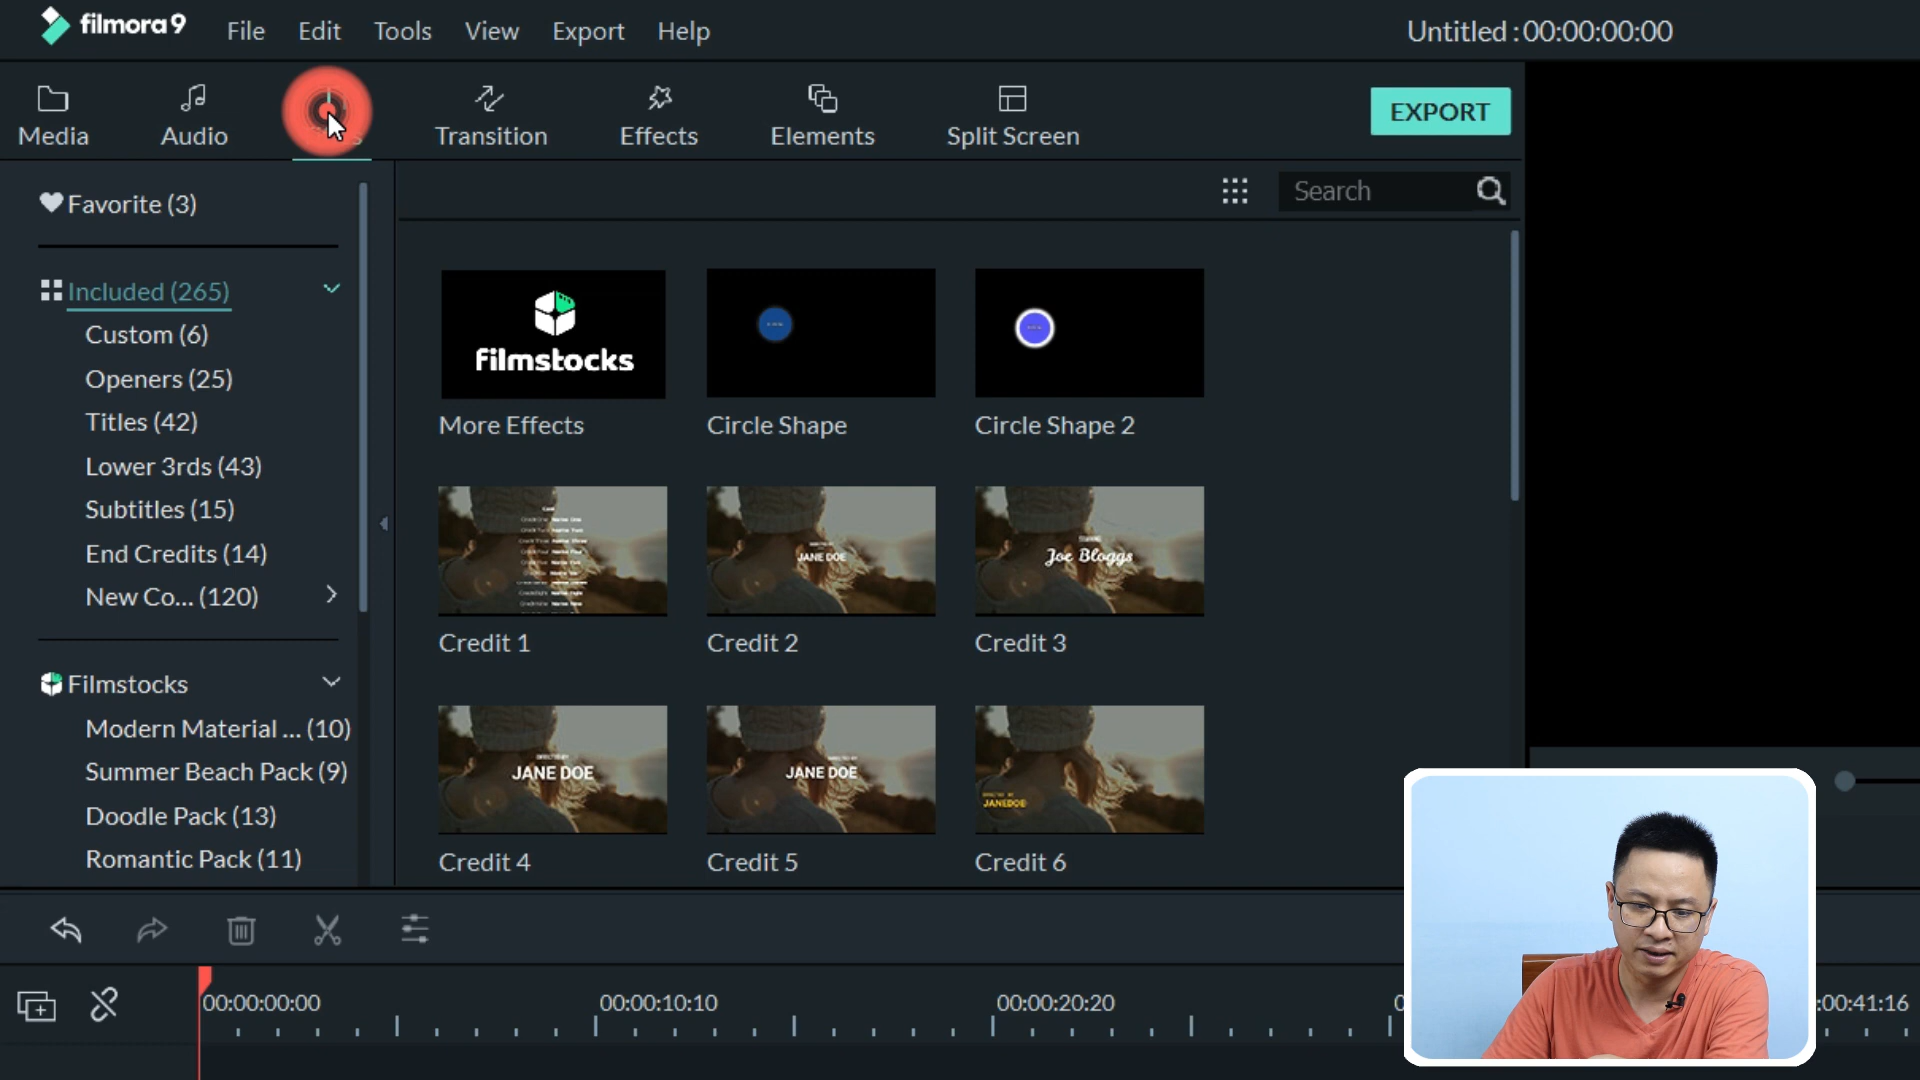 filmora9
File Edit Tools View Export Help
Untitled : 00:00:00:00
Media Audio Transition Effects Elements Split Screen
EXPORT
Favorite (3)
Search
Included (265)
Custom (6)
Openers (25)
Titles (42)
Lower 3rds (43)
Subtitles (15)
End Credits (14)
New Co... (120)
Filmstocks
Modern Material ... (10)
Summer Beach Pack (9)
Doodle Pack (13)
Romantic Pack (11)
filmstocks
More Effects Circle Shape Circle Shape 2
JANE DOE
Joe Bloggs
Credit 1 Credit 2 Credit 3
JANE DOE
JANE DOE
JANEDOE
Credit 4 Credit 5 Credit 6
00:00:00:00 00:00:10:10 00:00:20:20 :00:41:16